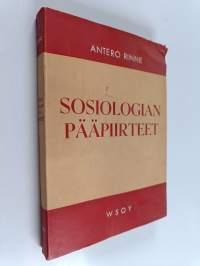 ANTERO RINNE
SOSIOLOGIAN
PÄÄPIIRTEET
WSOY